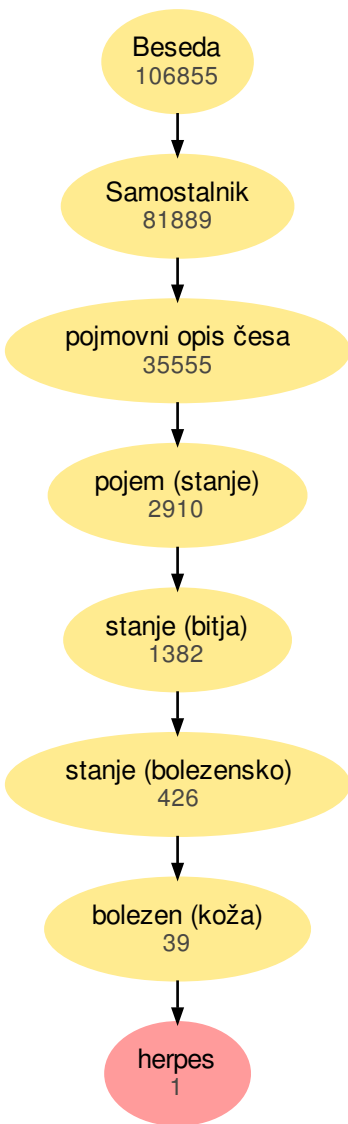 Beseda
106855
Samostalnik
81889
pojmovni opis česa
35555
pojem (stanje)
2910
stanje (bitja)
1382
stanje (bolezensko)
426
bolezen (koža)
39
herpes
1